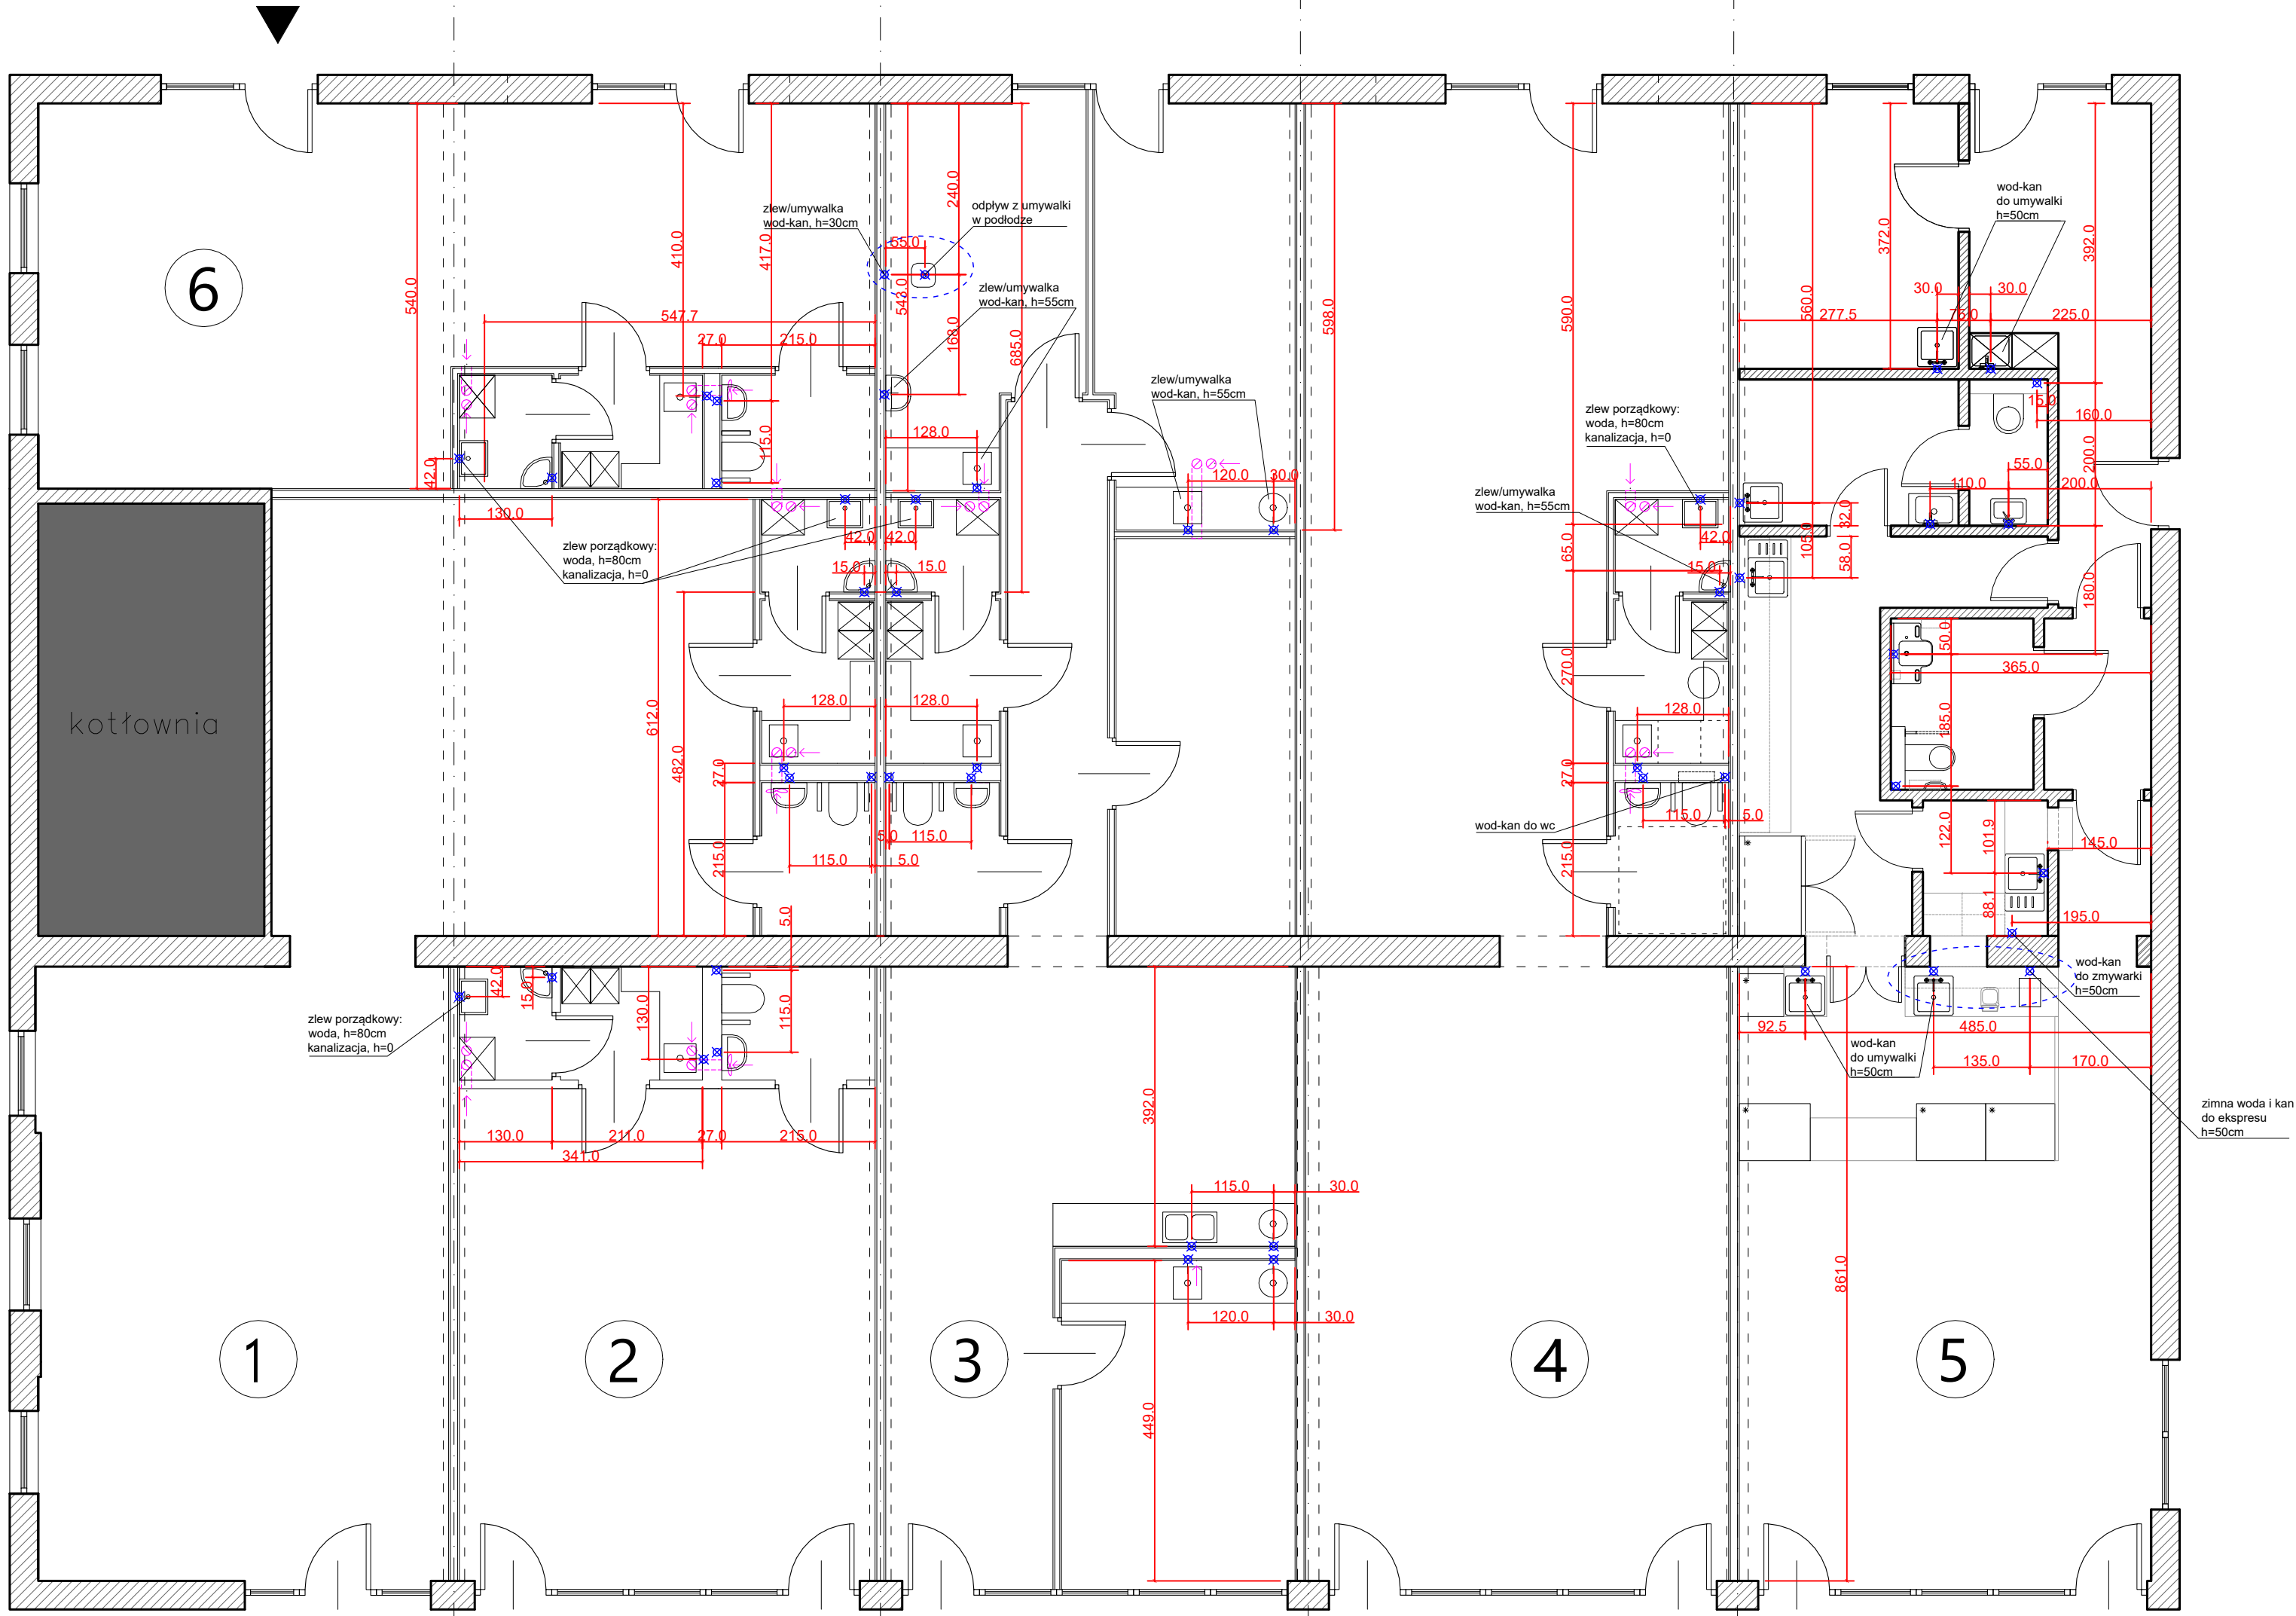 6
540.0
410.0
417.0
547.7
27.0
215.0
115.0
42.0
130.0
zlew/umywalka
wod-kan, h=30cm
odpływ z umywalki
w podłodze
55.0
240.0
543.0
168.0
685.0
zlew/umywalka
wod-kan, h=55cm
128.0
598.0
zlew/umywalka
wod-kan, h=55cm
120.0
30.0
590.0
zlew porządkowy:
woda, h=80cm
kanalizacja, h=0
zlew/umywalka
wod-kan, h=55cm
65.0
42.0
15.0
270.0
128.0
27.0
115.0
5.0
215.0
wod-kan do wc
560.0
372.0
wod-kan
do umywalki
h=50cm
392.0
30.0
30.0
277.5
75.0
225.0
15.0
160.0
200.0
55.0
110.0
200.0
32.0
105.0
58.0
180.0
50.0
365.0
185.0
122.0
101.9
145.0
88.1
195.0
kotłownia
zlew porządkowy:
woda, h=80cm
kanalizacja, h=0
42.0
42.0
15.0
15.0
612.0
482.0
128.0
128.0
27.0
215.0
5.0
115.0
115.0
5.0
5.0
42.0
15.0
130.0
115.0
zlew porządkowy:
woda, h=80cm
kanalizacja, h=0
130.0
211.0
27.0
215.0
341.0
392.0
115.0
30.0
120.0
30.0
449.0
wod-kan
do zmywarki
h=50cm
92.5
485.0
wod-kan
do umywalki
h=50cm
135.0
170.0
zimna woda i kan
do ekspresu
h=50cm
861.0
1
2
3
4
5